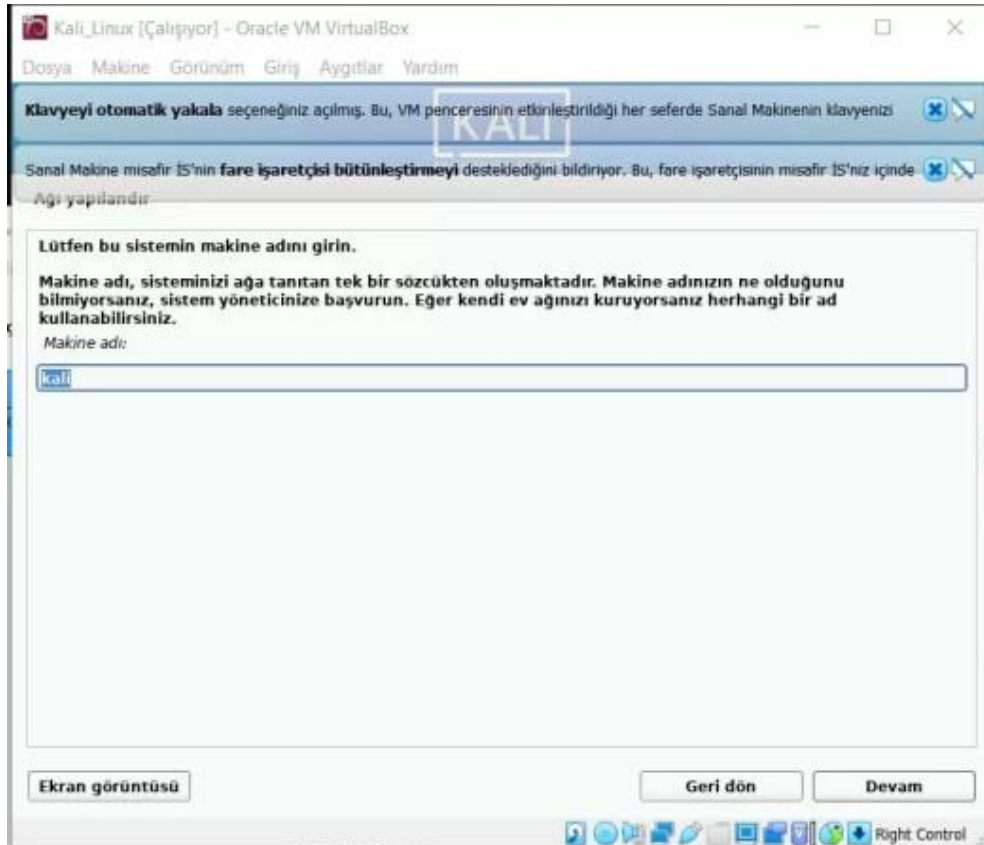 Kali_Linux [Çalışıyor] - Oracle VM VirtualBox
Dosya Makine Görünüm Giriş Aygıtlar Yardım
KALI
Klavyeyi otomatik yakala seçeneğiniz açılmış. Bu, VM penceresinin etkinleştirildiği her seferde Sanal Makinenin klavyenizi
Sanal Makine misafir İS'nin fare işaretçisi bütünleştirmeyi desteklediğini bildiriyor. Bu, fare işaretçisinin misafir İS'niz içinde
Ağı yapılandır
Lütfen bu sistemin makine adını girin.
Makine adı, sisteminizi ağa tanıtan tek bir sözcükten oluşmaktadır. Makine adınızın ne olduğunu
bilmiyorsanız, sistem yöneticinize başvurun. Eğer kendi ev ağınızı kuruyorsanız herhangi bir ad
kullanabilirsiniz.
Makine adı:
kali
Ekran görüntüsü
Geri dön
Devam
Right Control